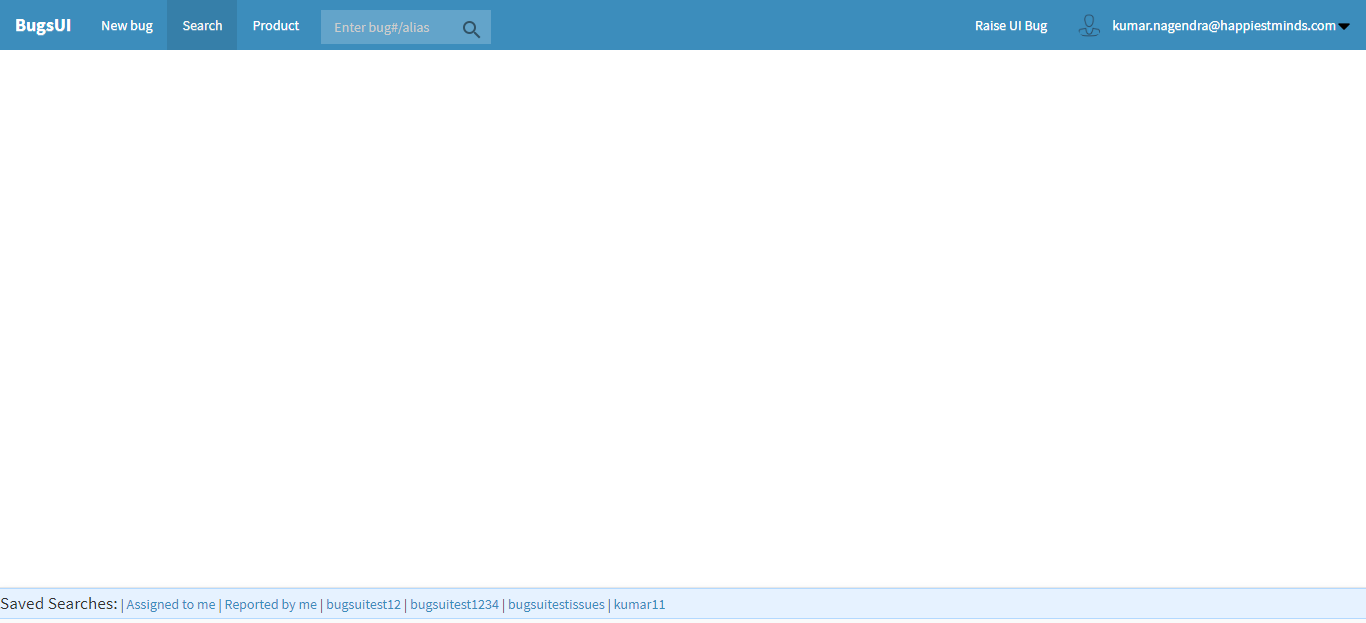 BugsUI New bug Search Product Enter bug#/alias Raise UI Bug kumar.nagendra@happiestminds.com
Saved Searches: | Assigned to me | Reported by me | bugsuitest12 | bugsuitest1234 | bugsuitestissues | kumar11